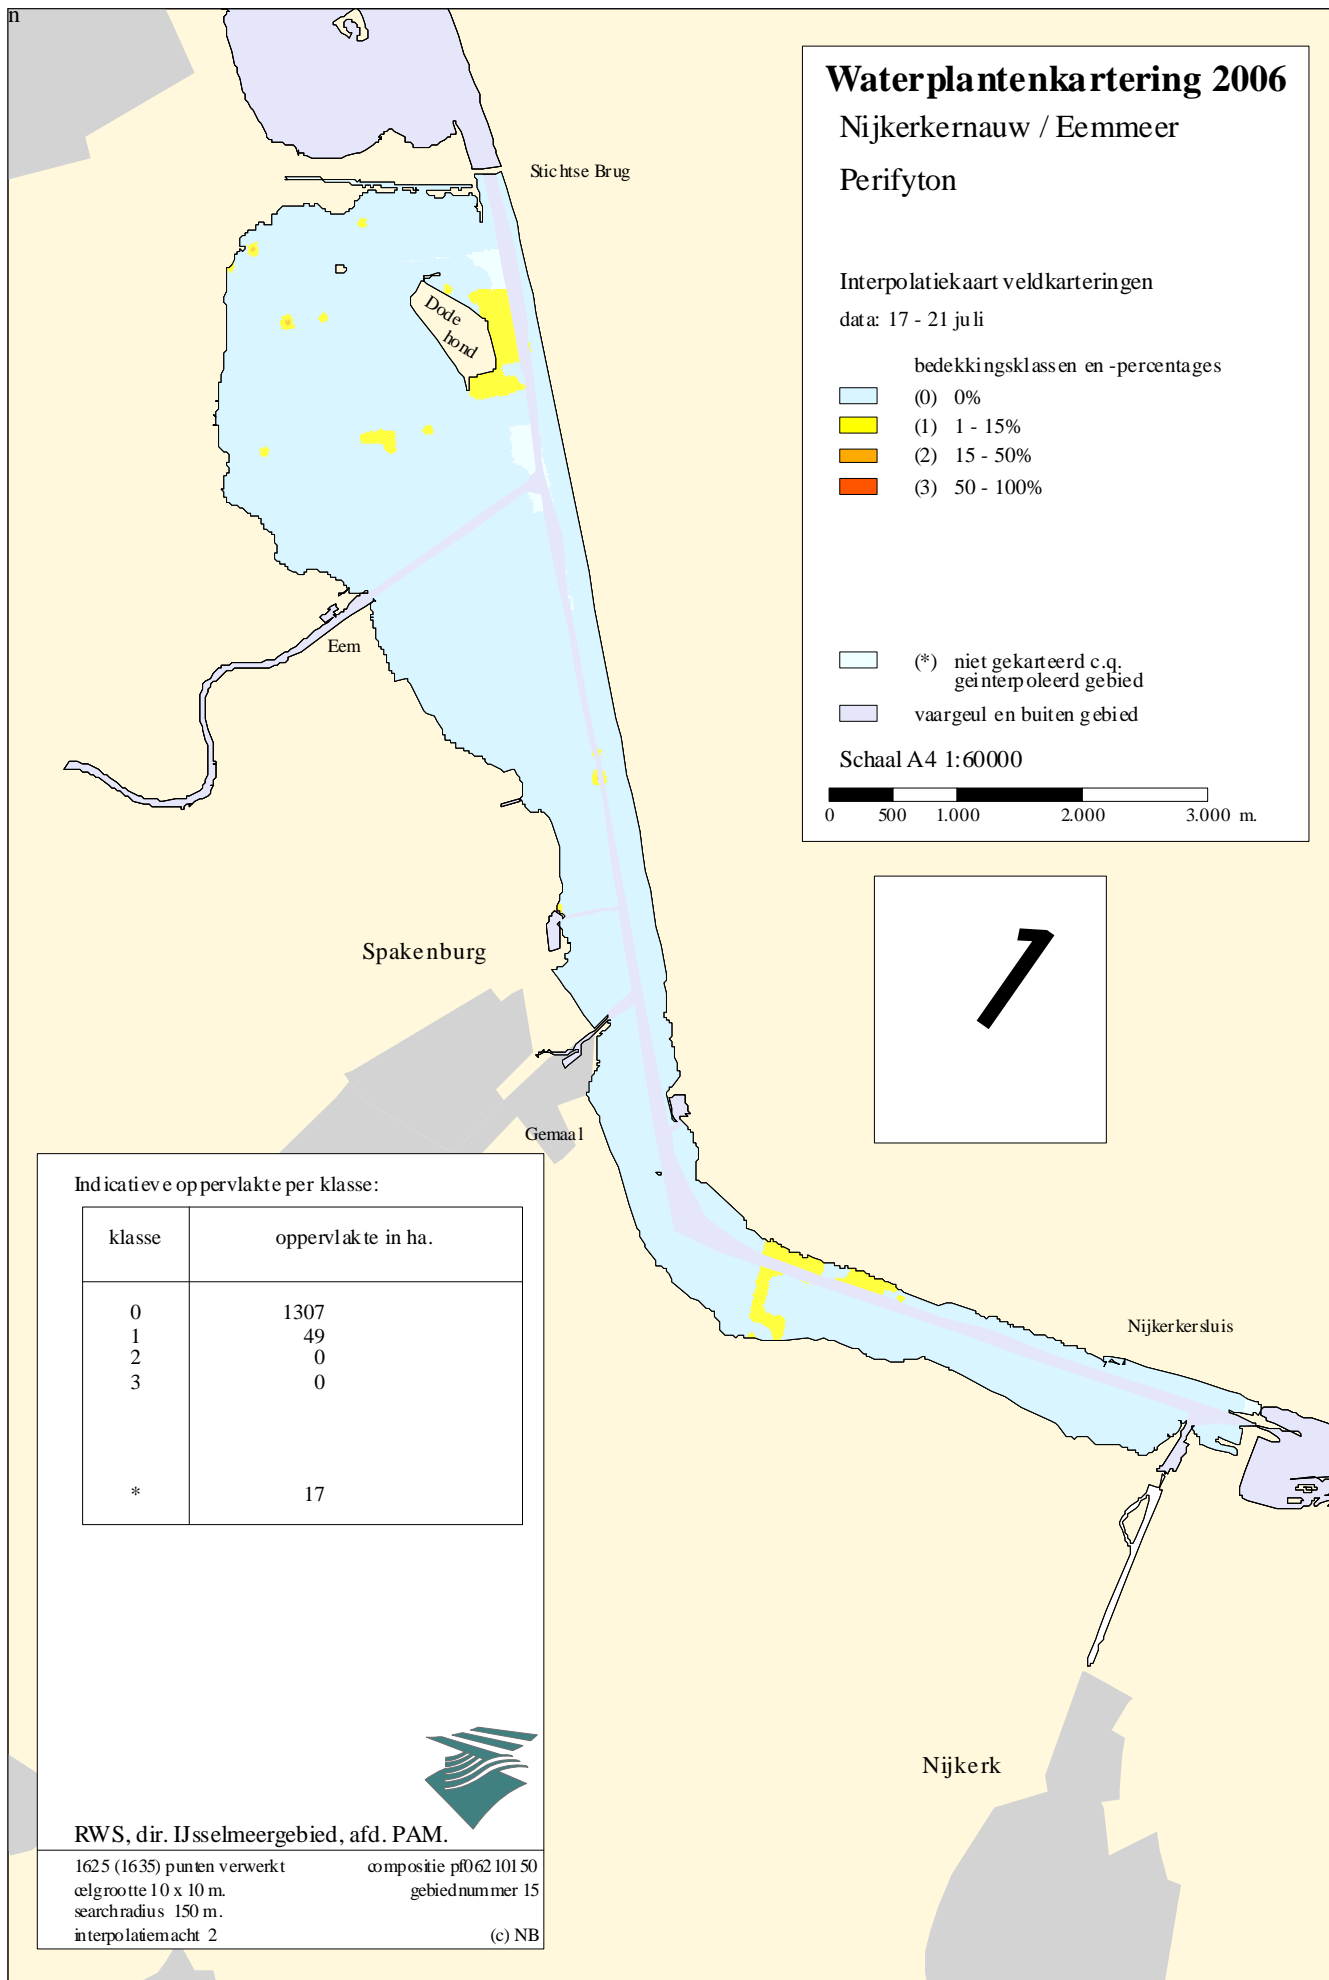 n
Waterplantenkartering 2006
Nijkerkernauw / Eemmeer
Perifyton
Interpolatiekaart veldkarteringen
data: 17 - 21 juli
bedekkingsklassen en -percentages
(0) 0%
(1) 1 - 15%
(2) 15 - 50%
(3) 50 - 100%
(*) niet gekarteerd c.q.
geinterpoleerd gebied
vaargeul en buiten gebied
Schaal A4 1:60000
0 500 1.000 2.000 3.000 m.
Stichtse Brug
Dode
hond
Eem
Spakenburg
Gemaal
Nijkerkersluis
Nijkerk
Indicatieve oppervlakte per klasse:
klasse oppervlakte in ha.
0 1307
1 49
2 0
3 0
* 17
RWS, dir. IJsselmeergebied, afd. PAM.
1625 (1635) punten verwerkt compositie pf06210150
celgrootte 10 x 10 m. gebiednummer 15
searchradius 150 m.
interpolatiemacht 2 (c) NB